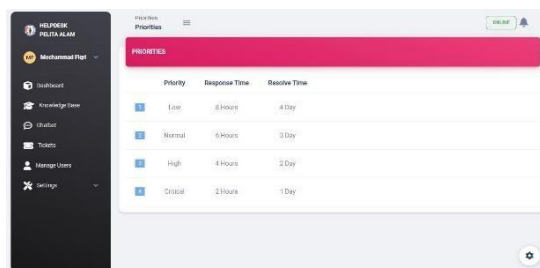 HELPDESK
PELITA ALAM
MF Mochammad Fiqri
Dashboard
Knowledge Base
Chatbot
Tickets
Manage Users
Settings
Priorities
Priorities
ONLINE
PRIORITIES
Priority Response Time Resolve Time
1 Low 8 Hours 4 Day
2 Normal 6 Hours 3 Day
3 High 4 Hours 2 Day
4 Critical 2 Hours 1 Day